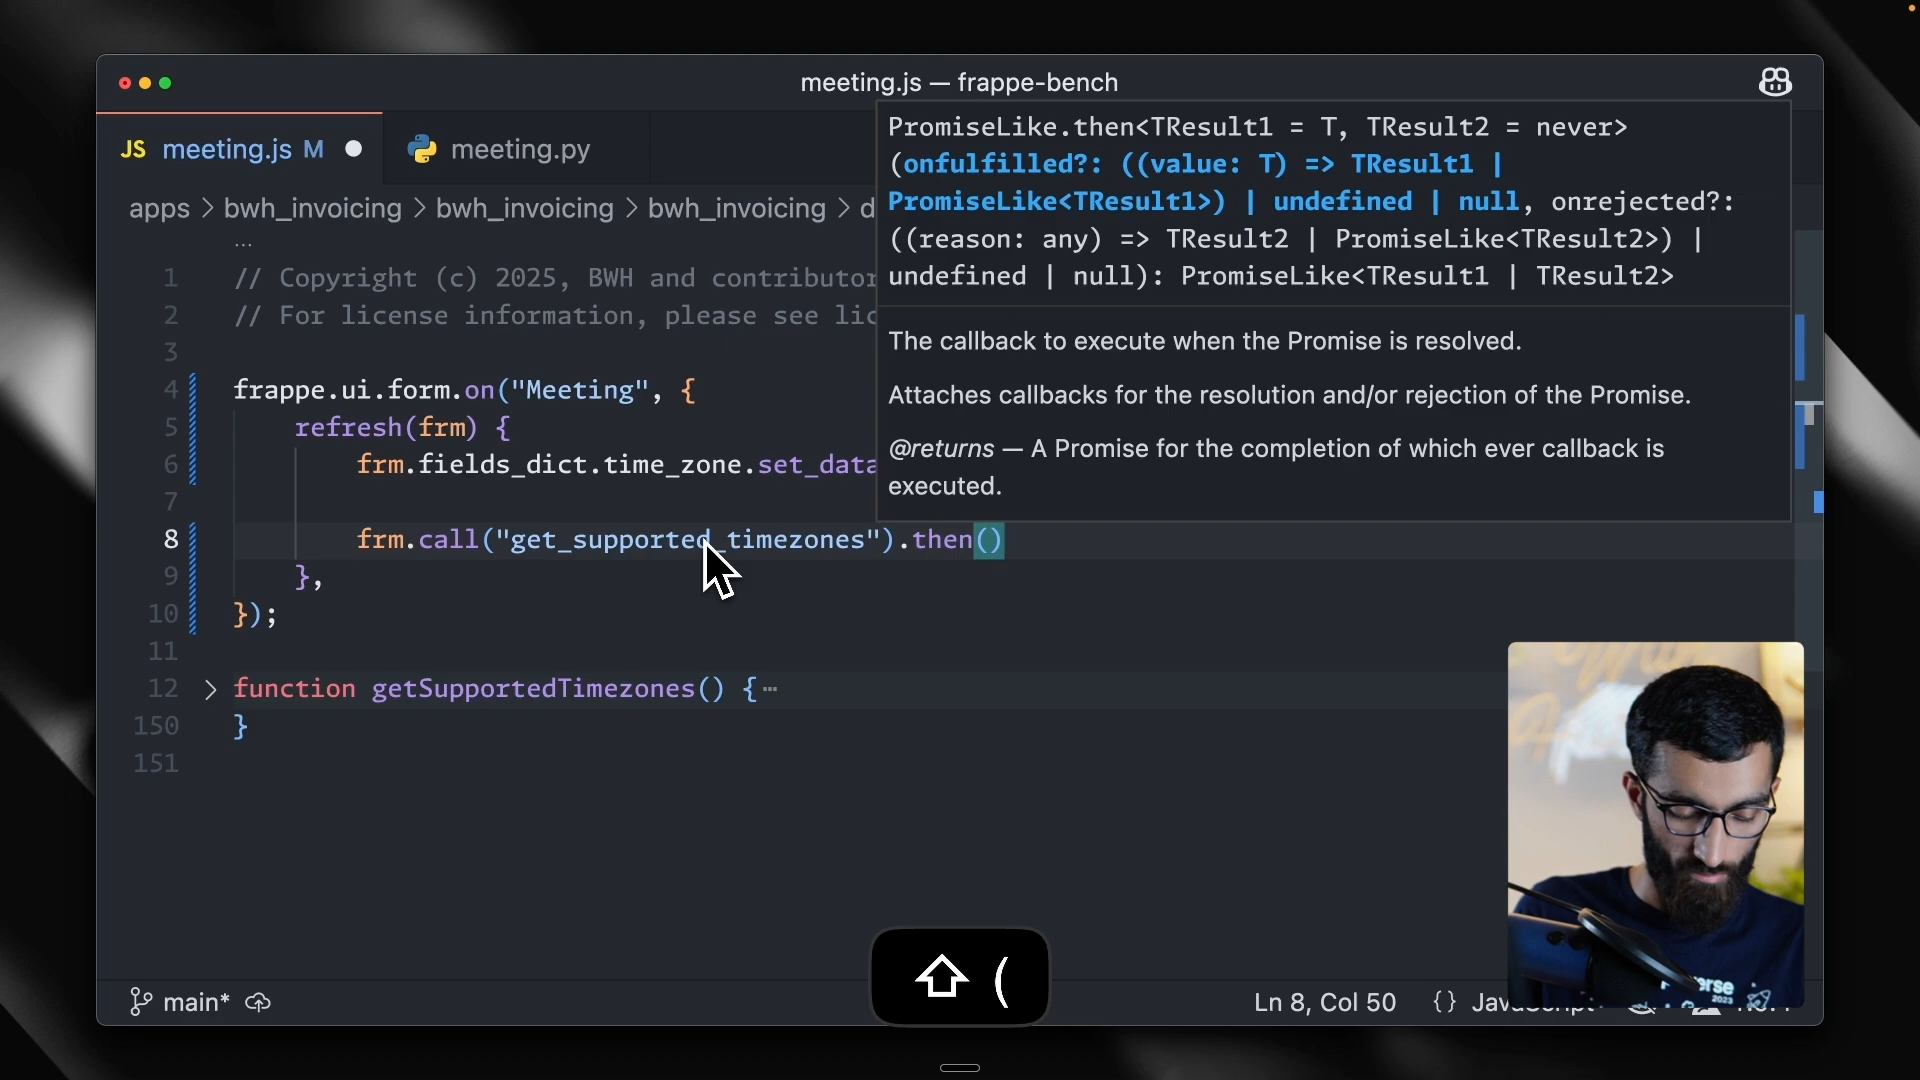 meeting.js — frappe-bench
JS meeting.js M
meeting.py
apps > bwh_invoicing > bwh_invoicing > bwh_invoicing > d
PromiseLike.then<TResult1 = T, TResult2 = never>
(onfulfilled?: ((value: T) => TResult1 |
PromiseLike<TResult1>) | undefined | null, onrejected?:
((reason: any) => TResult2 | PromiseLike<TResult2>) |
undefined | null): PromiseLike<TResult1 | TResult2>
The callback to execute when the Promise is resolved.
Attaches callbacks for the resolution and/or rejection of the Promise.
@returns — A Promise for the completion of which ever callback is
executed.
...
1 // Copyright (c) 2025, BWH and contributor
2 // For license information, please see lic
3
4 frappe.ui.form.on("Meeting", {
5 refresh(frm) {
6 frm.fields_dict.time_zone.set_data
7
8 frm.call("get_supported_timezones").then()
9 },
10 });
11
12 > function getSupportedTimezones() {⋯
150 }
151
⇧ (
main*
Ln 8, Col 50
{} JavaScript
2023